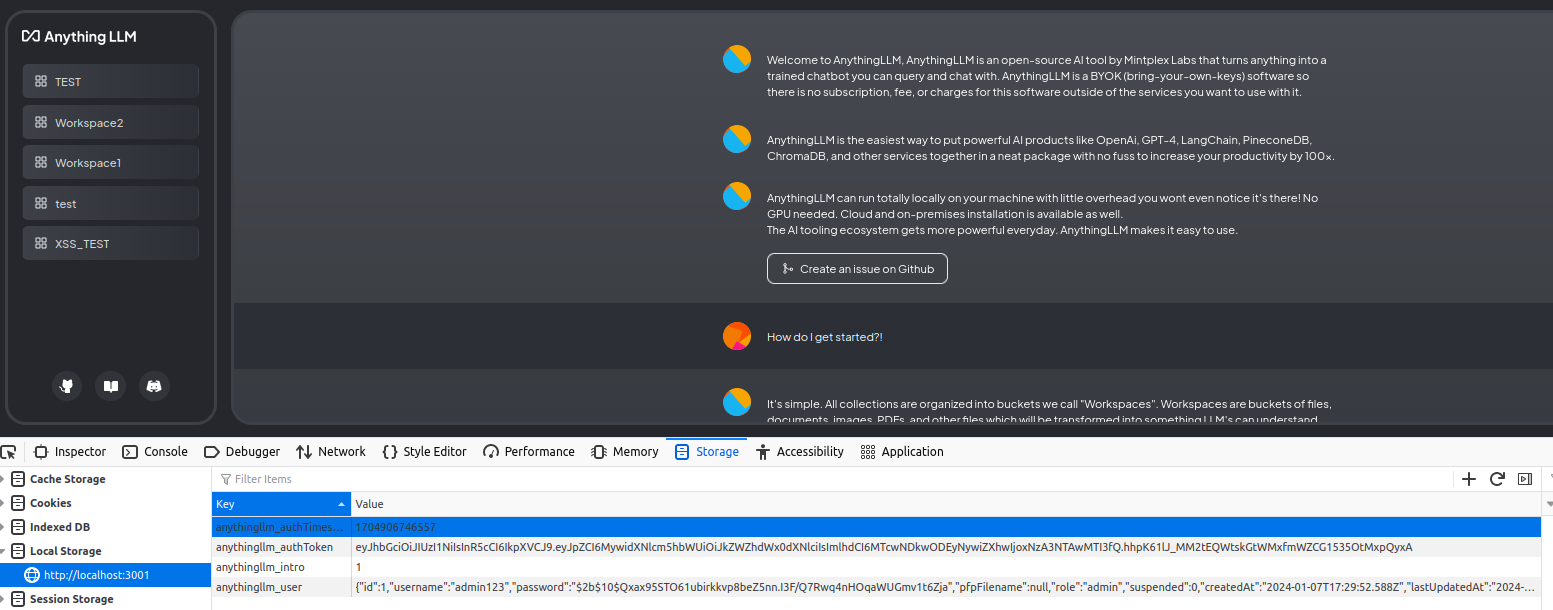 Anything LLM
TEST
Workspace2
Workspace1
test
XSS_TEST
Welcome to AnythingLLM, AnythingLLM is an open-source AI tool by Mintplex Labs that turns anything into a
trained chatbot you can query and chat with. AnythingLLM is a BYOK (bring-your-own-keys) software so
there is no subscription, fee, or charges for this software outside of the services you want to use with it.
AnythingLLM is the easiest way to put powerful AI products like OpenAi, GPT-4, LangChain, PineconeDB,
ChromaDB, and other services together in a neat package with no fuss to increase your productivity by 100x.
AnythingLLM can run totally locally on your machine with little overhead you wont even notice it's there! No
GPU needed. Cloud and on-premises installation is available as well.
The AI tooling ecosystem gets more powerful everyday. AnythingLLM makes it easy to use.
Create an issue on Github
How do I get started?!
It's simple. All collections are organized into buckets we call "Workspaces". Workspaces are buckets of files,
documents, images, PDFs, and other files which will be transformed into something LLM's can understand
Inspector Console Debugger Network Style Editor Performance Memory Storage Accessibility Application
Cache Storage
Cookies
Indexed DB
Local Storage
http://localhost:3001
Session Storage
Filter Items
Key Value
anythingllm_authTimes... 1704906746557
anythingllm_authToken eyJhbGciOiJIUzI1NiIsInR5cCI6IkpXVCJ9.eyJpZCI6MywidXNlcm5hbWUiOiJkZWZhdWx0dXNlciIsImlhdCI6MTcwNDkwODEyNywiZXhwIjoxNzA3NTAwMTI3fQ.hhpK61lJ_MM2tEQWtskGtWMxfmWZCG1535OtMxpQyxA
anythingllm_intro 1
anythingllm_user {"id":1,"username":"admin123","password":"$2b$10$Qxax95STO61ubirkkvp8beZ5nn.I3F/Q7Rwq4nHOqaWUGmv1t6Zja","pfpFilename":null,"role":"admin","suspended":0,"createdAt":"2024-01-07T17:29:52.588Z","lastUpdatedAt":"2024-...